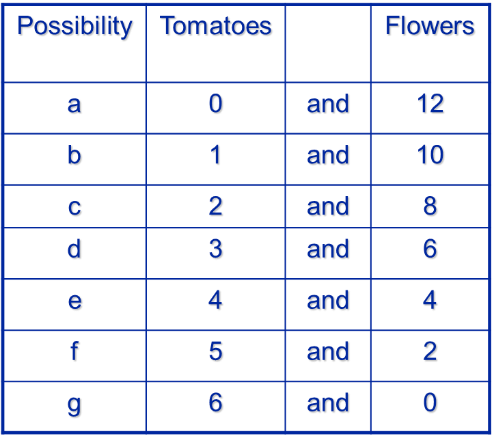 Possibility Tomatoes Flowers
a 0 and 12
b 1 and 10
c 2 and 8
d 3 and 6
e 4 and 4
f 5 and 2
g 6 and 0